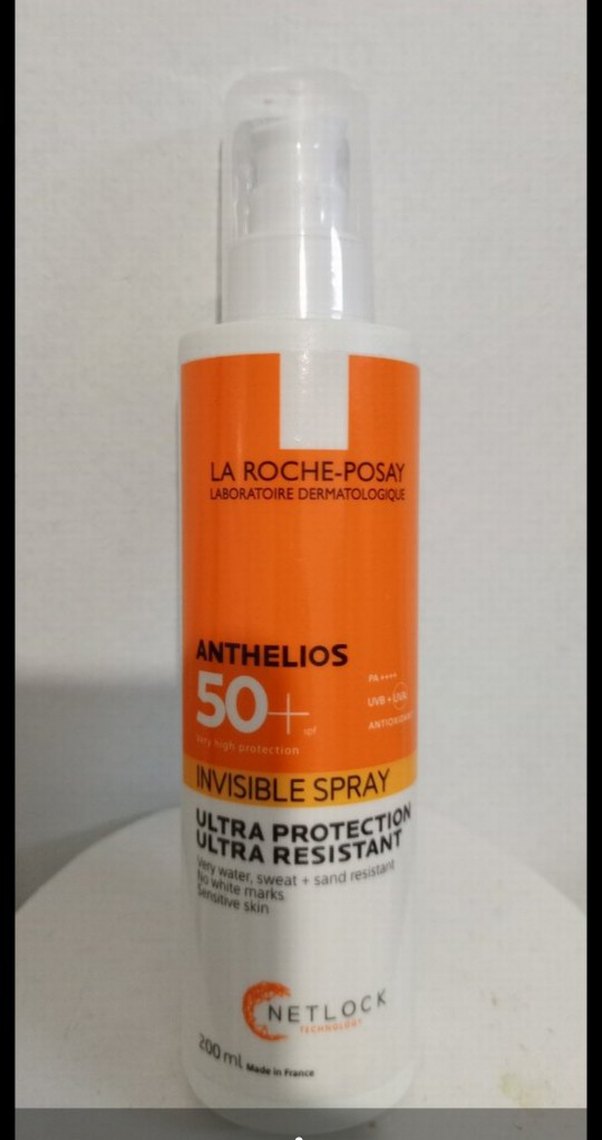 LA ROCHE-POSAY
LABORATOIRE DERMATOLOGIQUE
ANTHELIOS
50+
spf
PA ++++
UVB + UVA
very high protection
INVISIBLE SPRAY
ULTRA PROTECTION
ULTRA RESISTANT
Very water, sweat + sand resistant
No white marks
Sensitive skin
NETLOCK
TECHNOLOGY
200 ml Made in France